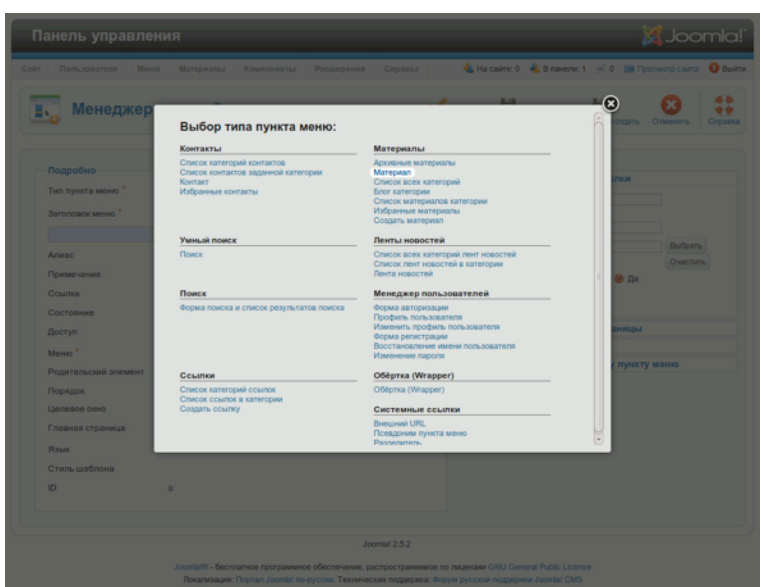 Панель управления
Joomla!
Сайт Пользователи Меню Материалы Компоненты Расширения Справка На сайте: 0 В панели: 1 0 Просмотр сайта Выйти
Менеджер
создать Отменить Справка
Выбор типа пункта меню:
Контакты
Список категорий контактов
Список контактов заданной категории
Контакт
Избранные контакты
Материалы
Архивные материалы
Материал
Список всех категорий
Блог категории
Список материалов категории
Избранные материалы
Создать материал
Умный поиск
Поиск
Ленты новостей
Список всех категорий лент новостей
Список лент новостей в категории
Лента новостей
Поиск
Форма поиска и список результатов поиска
Менеджер пользователей
Форма авторизации
Профиль пользователя
Изменить профиль пользователя
Форма регистрации
Восстановление имени пользователя
Изменение пароля
Ссылки
Список категорий ссылок
Список ссылок в категории
Создать ссылку
Обёртка (Wrapper)
Обёртка (Wrapper)
Системные ссылки
Внешний URL
Псевдоним пункта меню
Разделитель
Подробно
Тип пункта меню *
Заголовок меню *
Алиас
Примечание
Ссылка
Состояние
Доступ
Меню *
Родительский элемент
Порядок
Целевое окно
Главная страница
Язык
Стиль шаблона
ID 0
Выбрать
Очистить
Да
пункту меню
Joomla! 2.5.2
Joomla!® – бесплатное программное обеспечение, распространяемое по лицензии GNU General Public License
Локализация: Портал Joomla! по-русски. Техническая поддержка: Форум русской поддержки Joomla! CMS